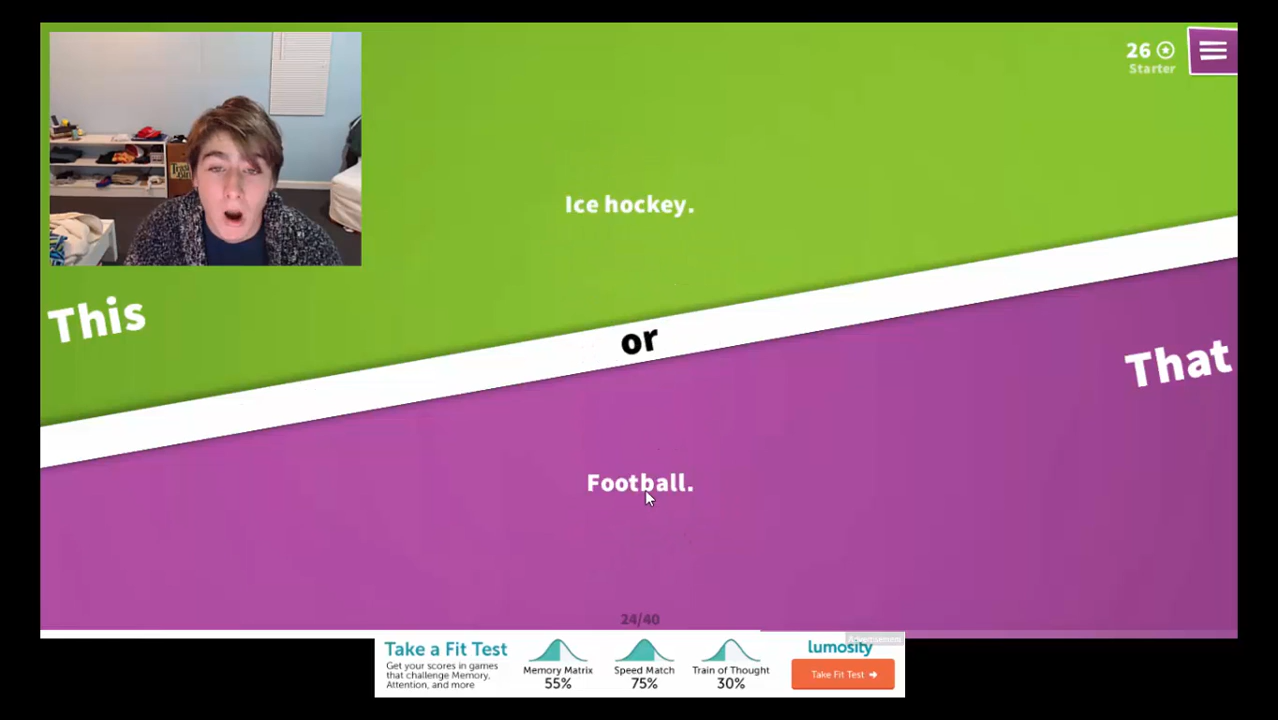 26
Starter
Ice hockey.
This
or
That
Football.
24/40
Advertisement
Take a Fit Test
Get your scores in games
that challenge Memory,
Attention, and more
Memory Matrix
55%
Speed Match
75%
Train of Thought
30%
lumosity
Take Fit Test